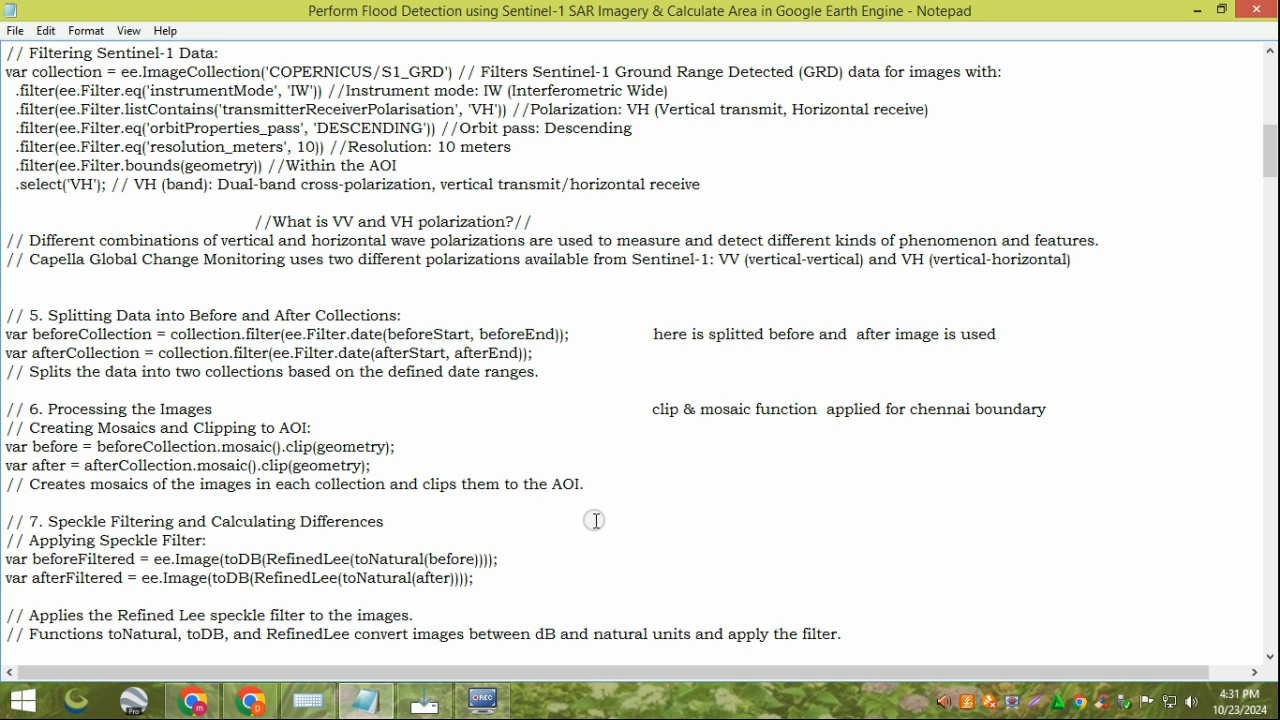 Perform Flood Detection using Sentinel-1 SAR Imagery & Calculate Area in Google Earth Engine - Notepad
File Edit Format View Help
// Filtering Sentinel-1 Data:
var collection = ee.ImageCollection('COPERNICUS/S1_GRD') // Filters Sentinel-1 Ground Range Detected (GRD) data for images with:
.filter(ee.Filter.eq('instrumentMode', 'IW')) //Instrument mode: IW (Interferometric Wide)
.filter(ee.Filter.listContains('transmitterReceiverPolarisation', 'VH')) //Polarization: VH (Vertical transmit, Horizontal receive)
.filter(ee.Filter.eq('orbitProperties_pass', 'DESCENDING')) //Orbit pass: Descending
.filter(ee.Filter.eq('resolution_meters', 10)) //Resolution: 10 meters
.filter(ee.Filter.bounds(geometry)) //Within the AOI
.select('VH'); // VH (band): Dual-band cross-polarization, vertical transmit/horizontal receive
//What is VV and VH polarization?//
// Different combinations of vertical and horizontal wave polarizations are used to measure and detect different kinds of phenomenon and features.
// Capella Global Change Monitoring uses two different polarizations available from Sentinel-1: VV (vertical-vertical) and VH (vertical-horizontal)
// 5. Splitting Data into Before and After Collections:
var beforeCollection = collection.filter(ee.Filter.date(beforeStart, beforeEnd)); here is splitted before and after image is used
var afterCollection = collection.filter(ee.Filter.date(afterStart, afterEnd));
// Splits the data into two collections based on the defined date ranges.
// 6. Processing the Images clip & mosaic function applied for chennai boundary
// Creating Mosaics and Clipping to AOI:
var before = beforeCollection.mosaic().clip(geometry);
var after = afterCollection.mosaic().clip(geometry);
// Creates mosaics of the images in each collection and clips them to the AOI.
// 7. Speckle Filtering and Calculating Differences
// Applying Speckle Filter:
var beforeFiltered = ee.Image(toDB(RefinedLee(toNatural(before))));
var afterFiltered = ee.Image(toDB(RefinedLee(toNatural(after))));
// Applies the Refined Lee speckle filter to the images.
// Functions toNatural, toDB, and RefinedLee convert images between dB and natural units and apply the filter.
Pro
m
D
REC
4:31 PM
10/23/2024